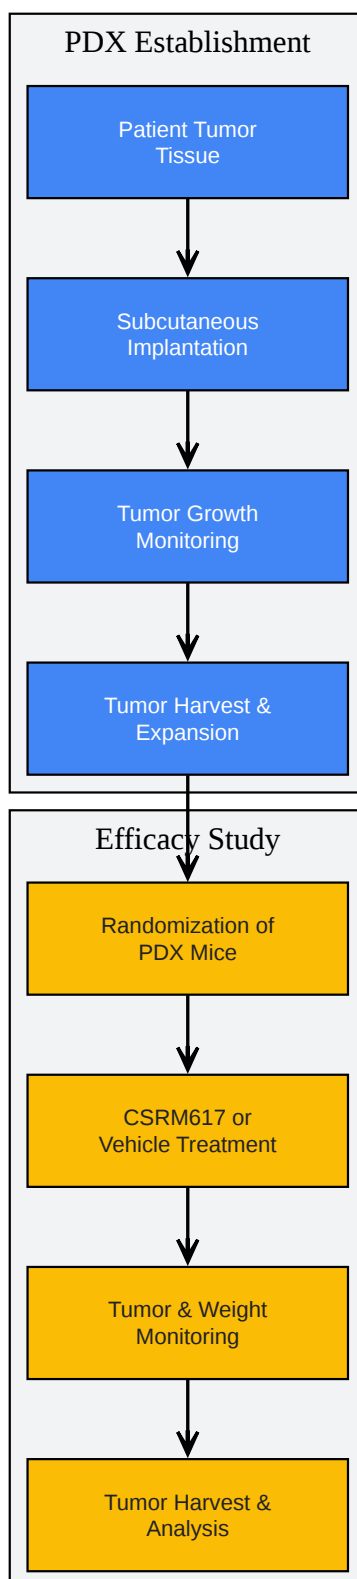 PDX Establishment
Patient Tumor
Tissue
Subcutaneous
Implantation
Tumor Growth
Monitoring
Tumor Harvest &
Expansion
Efficacy Study
Randomization of
PDX Mice
CSRM617 or
Vehicle Treatment
Tumor & Weight
Monitoring
Tumor Harvest &
Analysis